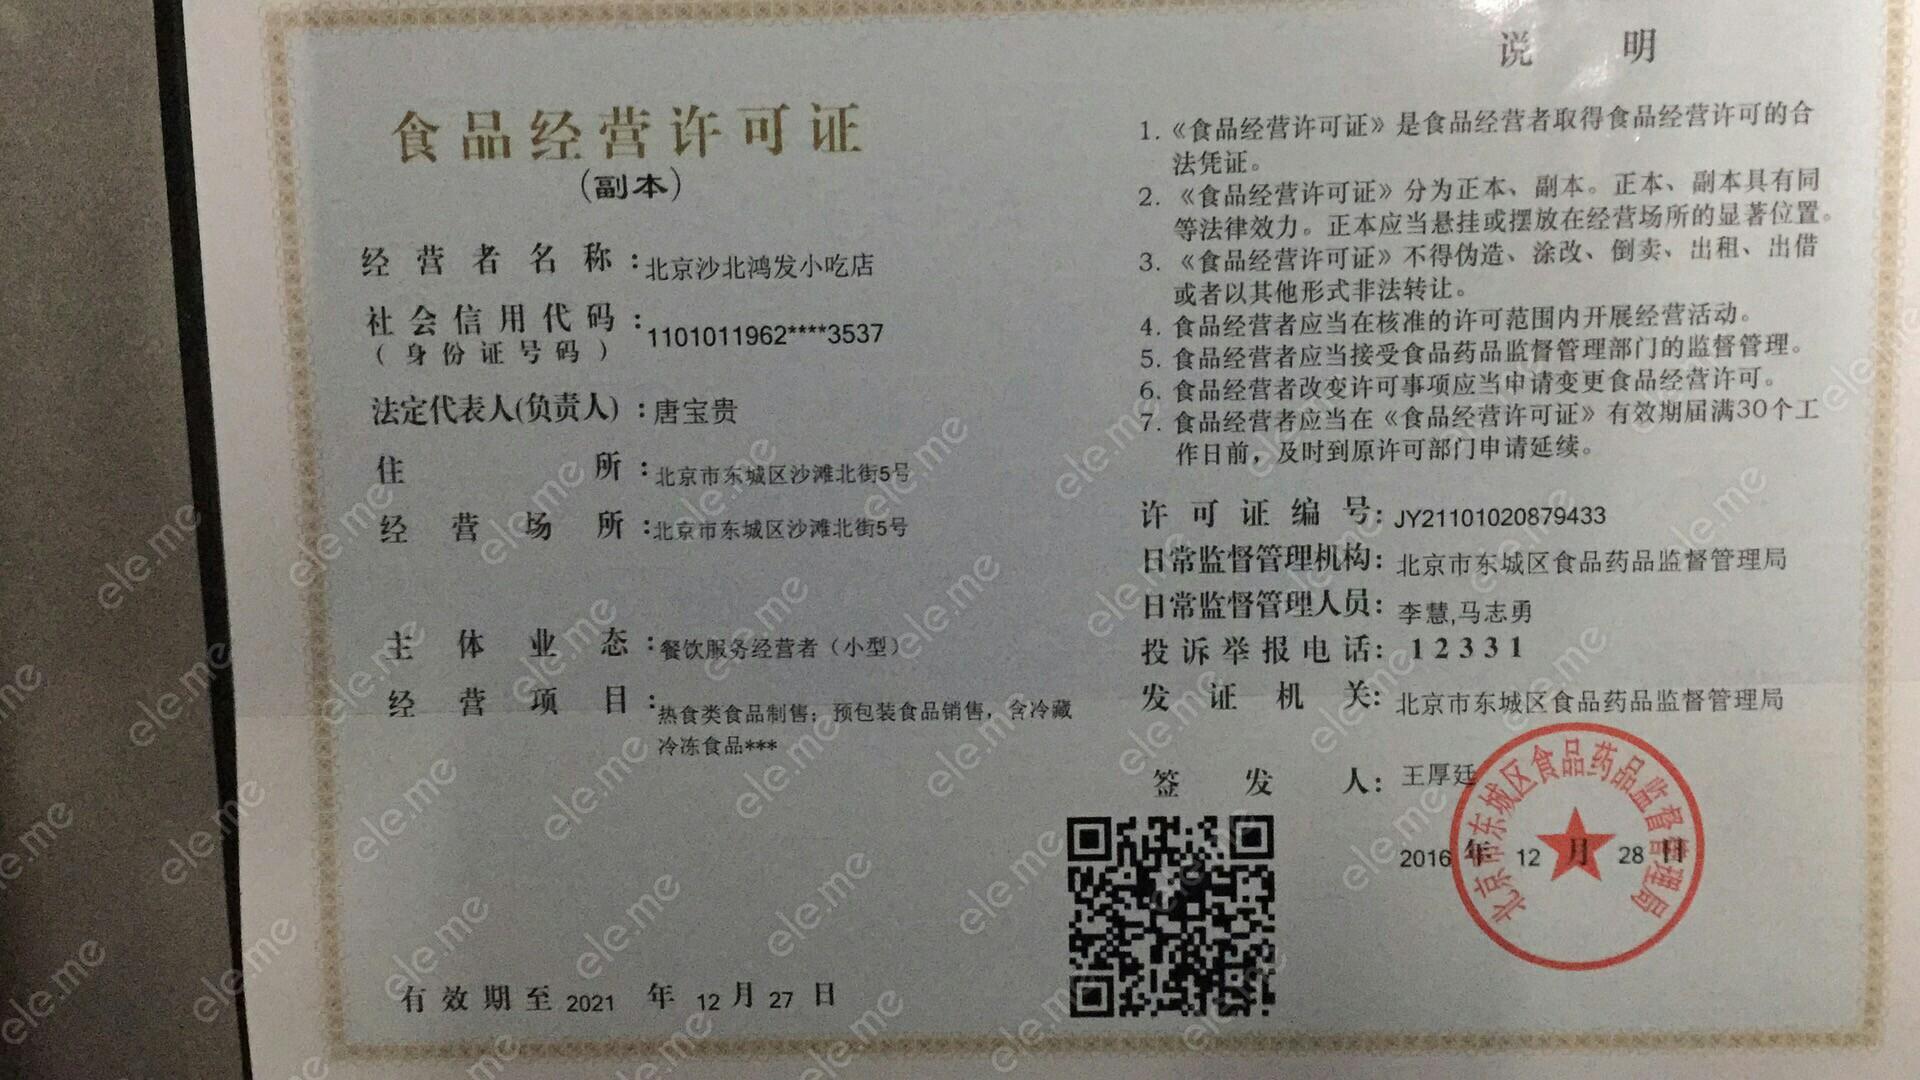 食品经营许可证
（副本）
经营者名称：北京沙北鸿发小吃店
社会信用代码：1101011962****3537
（身份证号码）
法定代表人(负责人)：唐宝贵
住所：北京市东城区沙滩北街5号
经营场所：北京市东城区沙滩北街5号
主体业态：餐饮服务经营者（小型）
经营项目：热食类食品制售；预包装食品销售，含冷藏
冷冻食品***
有效期至2021年12月27日
说明
1.《食品经营许可证》是食品经营者取得食品经营许可的合
法凭证。
2.《食品经营许可证》分为正本、副本。正本、副本具有同
等法律效力。正本应当悬挂或摆放在经营场所的显著位置。
3.《食品经营许可证》不得伪造、涂改、倒卖、出租、出借
或者以其他形式非法转让。
4.食品经营者应当在核准的许可范围内开展经营活动。
5.食品经营者应当接受食品药品监督管理部门的监督管理。
6.食品经营者改变许可事项应当申请变更食品经营许可。
7.食品经营者应当在《食品经营许可证》有效期届满30个工
作日前，及时到原许可部门申请延续。
许可证编号：JY21101020879433
日常监督管理机构：北京市东城区食品药品监督管理局
日常监督管理人员：李慧,马志勇
投诉举报电话：12331
发证机关：北京市东城区食品药品监督管理局
签发人：王厚廷
2016年12月28日
北京市东城区食品药品监督管理局
ele.me